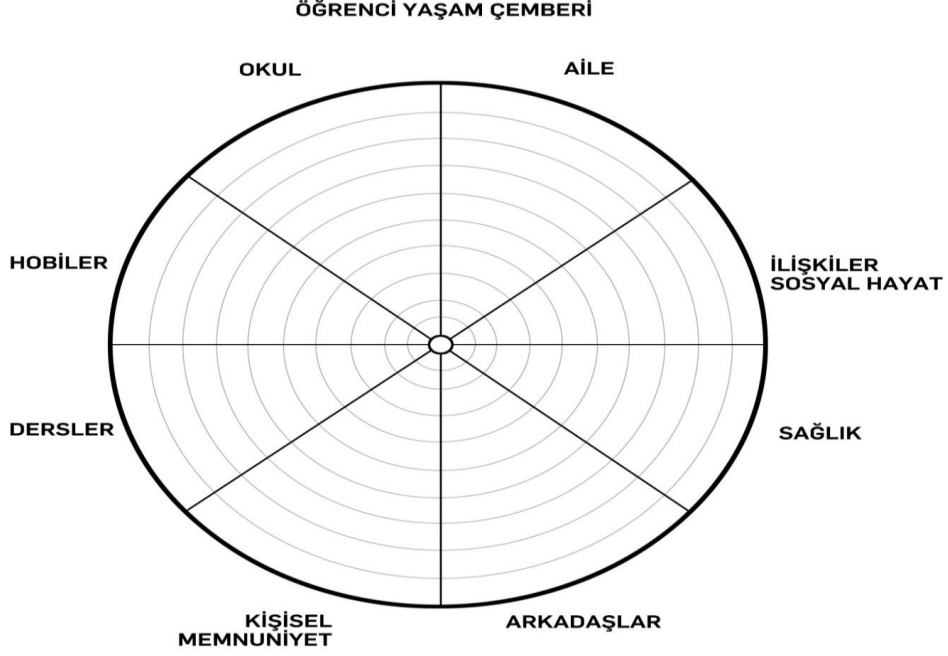 ÖĞRENCİ YAŞAM ÇEMBERİ
OKUL
AİLE
HOBİLER
İLİŞKİLER
SOSYAL HAYAT
DERSLER
SAĞLIK
KİŞİSEL
MEMNUNİYET
ARKADAŞLAR